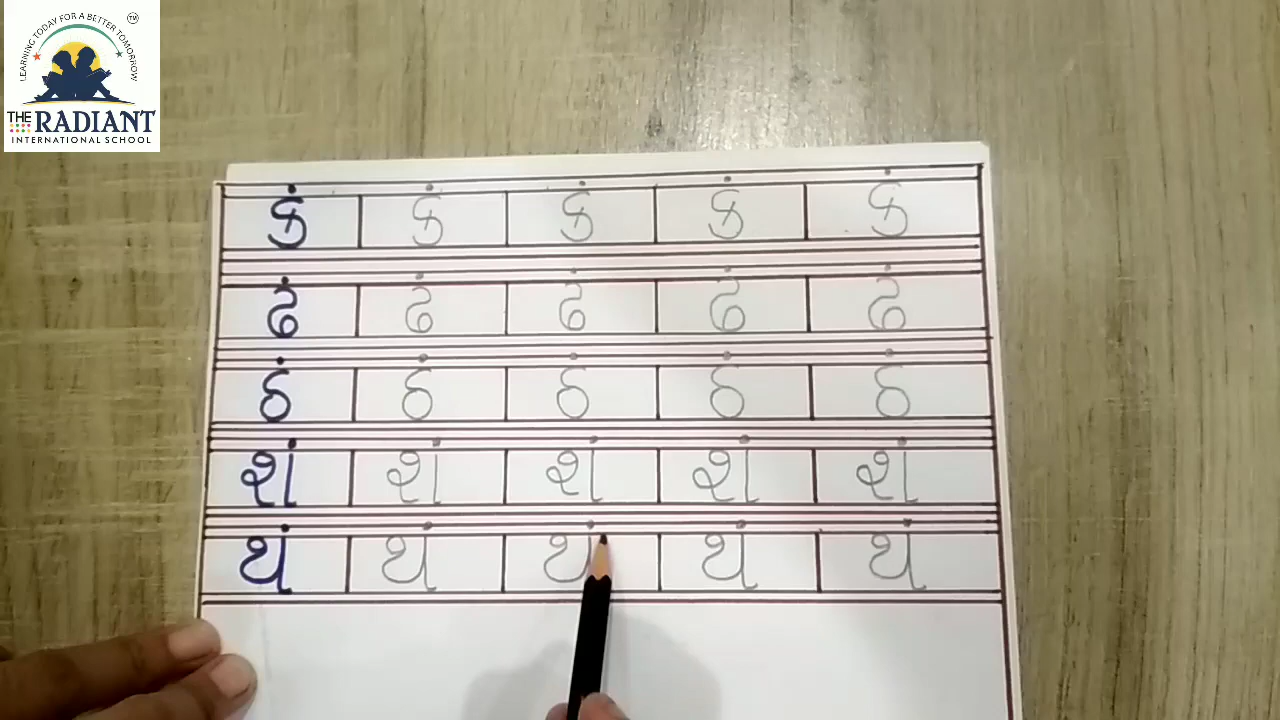 LEARNING TODAY FOR A BETTER TOMORROW
TM
THE RADIANT
INTERNATIONAL SCHOOL
કં કં કં કં કં
ઢં ઢં ઢં ઢં ઢં
ઠં ઠં ઠં ઠં ઠં
શં શં શં શં શં
થં થં થં થં થં